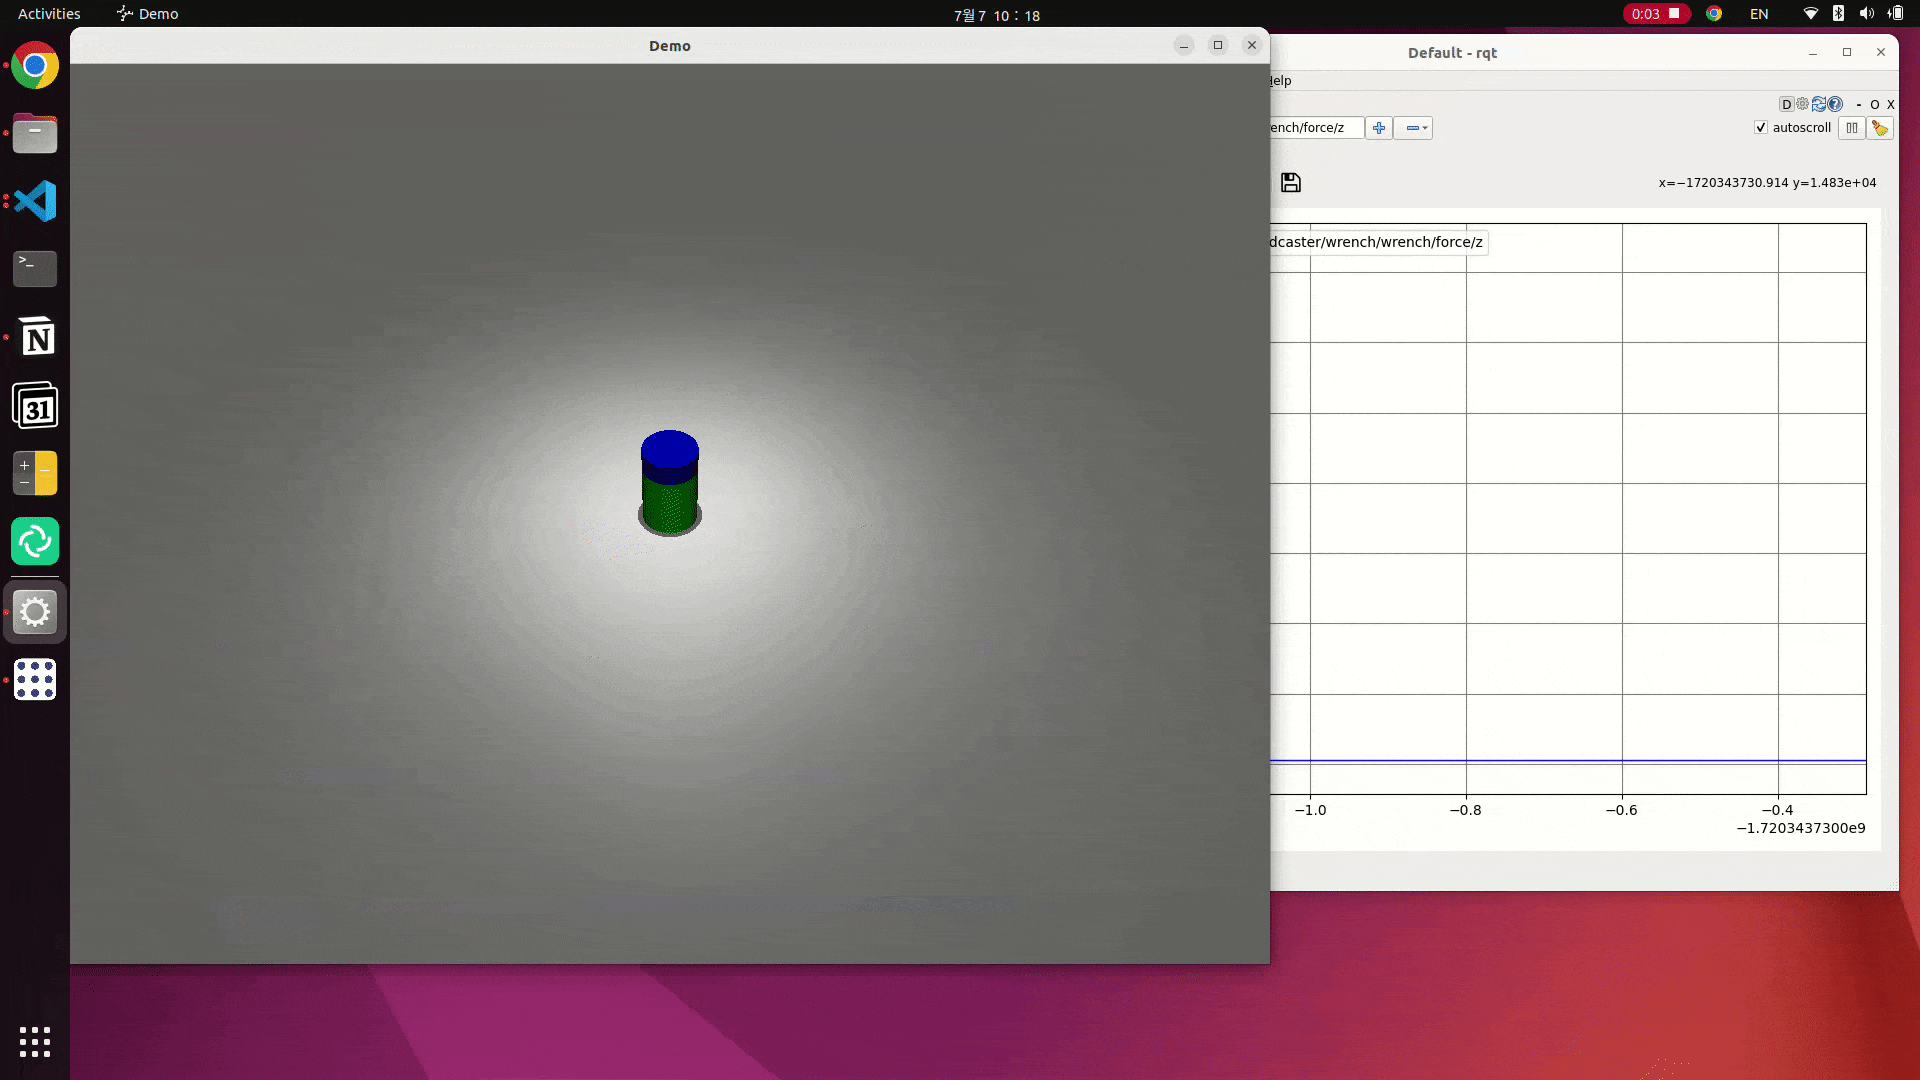 Activities
Demo
7월 7 10 : 18
0:03
EN
Demo
Default - rqt
Help
D
- O X
ench/force/z
autoscroll
x=−1720343730.914 y=1.483e+04
dcaster/wrench/wrench/force/z
−1.0
−0.8
−0.6
−0.4
−1.7203437300e9
>_
N
31